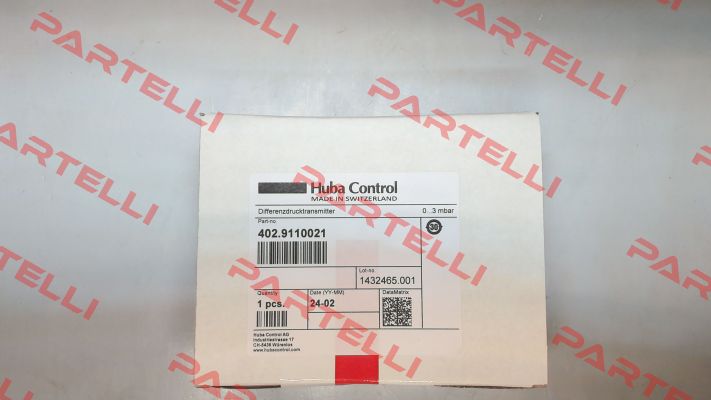 Huba Control
MADE IN SWITZERLAND
Differenzdrucktransmitter 0...3 mbar
Part-no.
402.9110021
Lot-no.
1432465.001
Quantity Date (YY-MM) DataMatrix
1 pcs. 24-02
Huba Control AG
Industriestrasse 17
CH-5436 Würenlos
www.hubacontrol.com
PARTELLI
PARTELLI
PARTELLI
PARTELLI
PARTELLI
PARTELLI
PARTELLI